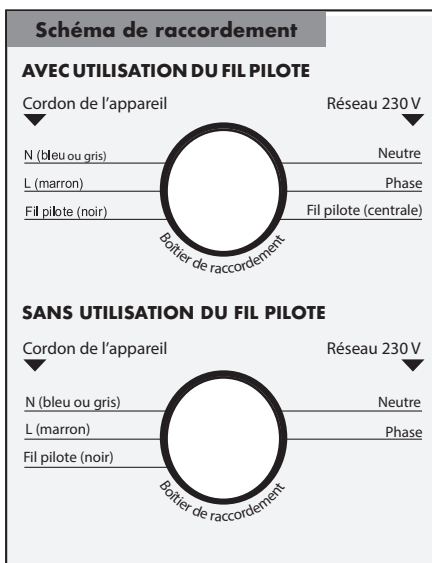 Schéma de raccordement
AVEC UTILISATION DU FIL PILOTE
Cordon de l'appareil Réseau 230 V
N (bleu ou gris) Neutre
L (marron) Phase
Fil pilote (noir) Fil pilote (centrale)
Boîtier de raccordement
SANS UTILISATION DU FIL PILOTE
Cordon de l'appareil Réseau 230 V
N (bleu ou gris) Neutre
L (marron) Phase
Fil pilote (noir)
Boîtier de raccordement